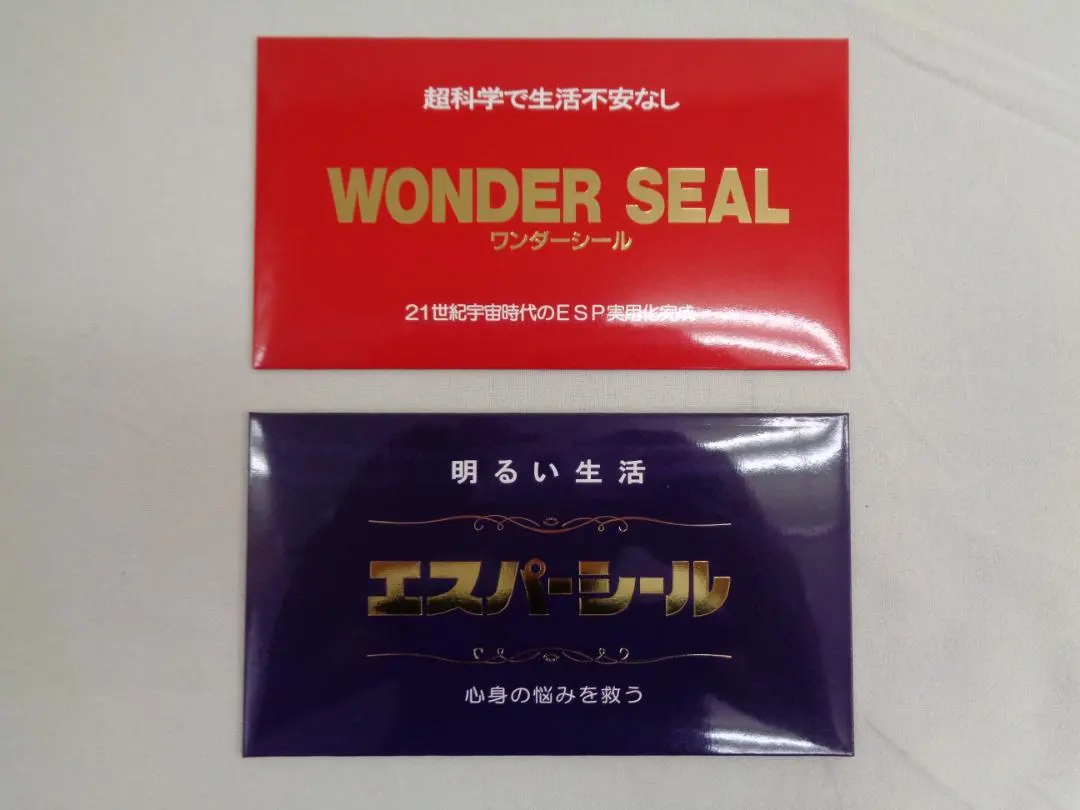 超科学で生活不安なし
WONDER SEAL
ワンダーシール
21世紀宇宙時代のESP実用化完成
明るい生活
エスパーシール
心身の悩みを救う